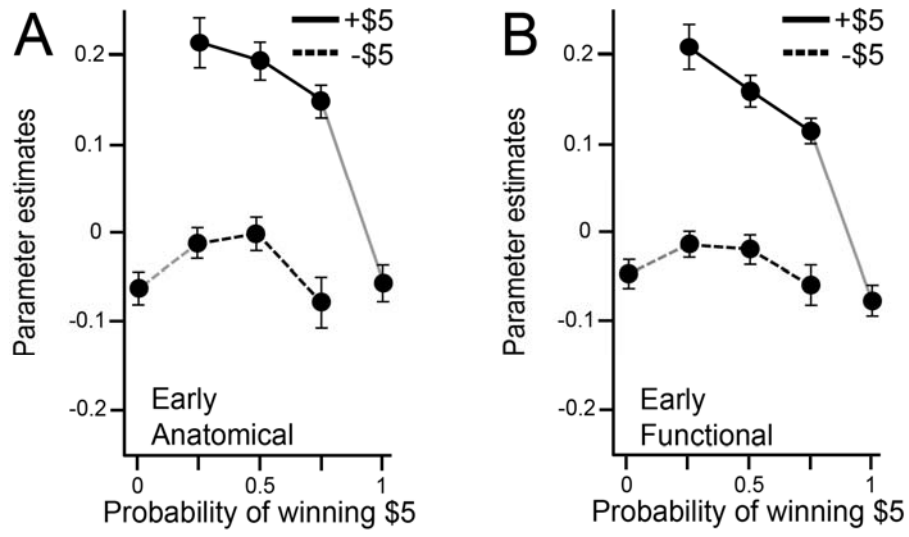 A
+$5
-$5
0.2
0.1
0
-0.1
-0.2
Parameter estimates
Early
Anatomical
0
0.5
1
Probability of winning $5
B
+$5
-$5
0.2
0.1
0
-0.1
-0.2
Parameter estimates
Early
Functional
0
0.5
1
Probability of winning $5